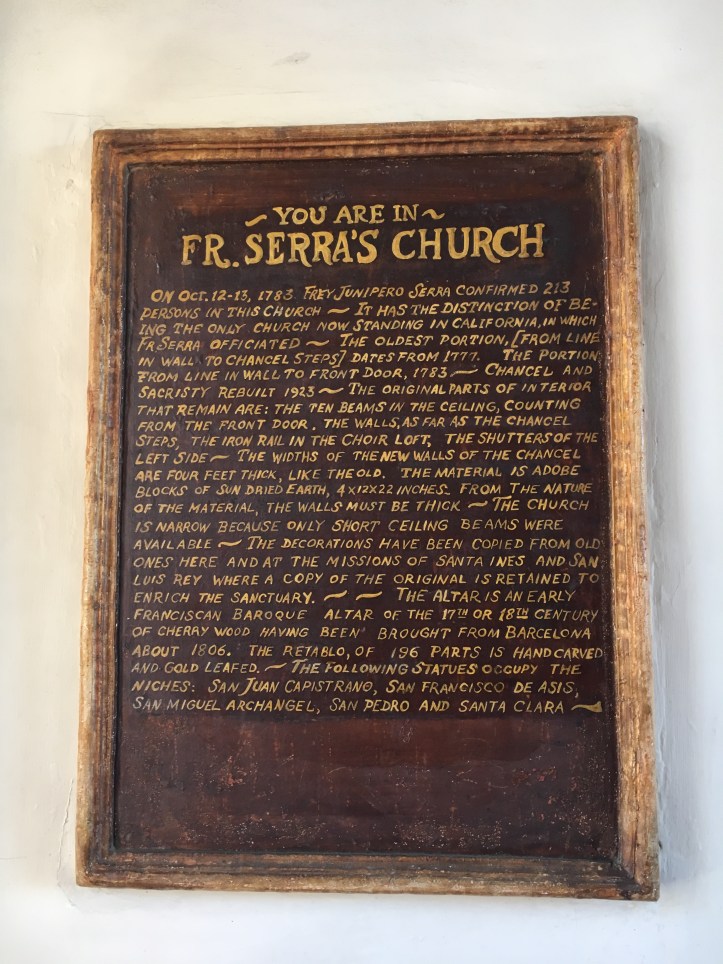 ~ YOU ARE IN ~
FR. SERRA'S CHURCH
ON OCT. 12-13, 1783 FREY JUNIPERO SERRA CONFIRMED 213
PERSONS IN THIS CHURCH ~ IT HAS THE DISTINCTION OF BE-
ING THE ONLY CHURCH NOW STANDING IN CALIFORNIA, IN WHICH
FR. SERRA OFFICIATED ~ THE OLDEST PORTION, [FROM LINE
IN WALL TO CHANCEL STEPS] DATES FROM 1777. THE PORTION,
FROM LINE IN WALL TO FRONT DOOR, 1783 ~ CHANCEL AND
SACRISTY REBUILT 1923 ~ THE ORIGINAL PARTS OF INTERIOR
THAT REMAIN ARE: THE TEN BEAMS IN THE CEILING, COUNTING
FROM THE FRONT DOOR. THE WALLS, AS FAR AS THE CHANCEL
STEPS, THE IRON RAIL IN THE CHOIR LOFT, THE SHUTTERS OF THE
LEFT SIDE ~ THE WIDTHS OF THE NEW WALLS OF THE CHANCEL
ARE FOUR FEET THICK, LIKE THE OLD. THE MATERIAL IS ADOBE
BLOCKS OF SUN DRIED EARTH, 4X12X22 INCHES. FROM THE NATURE
OF THE MATERIAL, THE WALLS MUST BE THICK ~ THE CHURCH
IS NARROW BECAUSE ONLY SHORT CEILING BEAMS WERE
AVAILABLE ~ THE DECORATIONS HAVE BEEN COPIED FROM OLD
ONES HERE AND AT THE MISSIONS OF SANTA INES AND SAN
LUIS REY WHERE A COPY OF THE ORIGINAL IS RETAINED TO
ENRICH THE SANCTUARY. ~ ~ THE ALTAR IS AN EARLY
FRANCISCAN BAROQUE ALTAR OF THE 17TH OR 18TH CENTURY
OF CHERRY WOOD HAVING BEEN BROUGHT FROM BARCELONA
ABOUT 1806. THE RETABLO, OF 196 PARTS IS HAND CARVED
AND GOLD LEAFED. ~ THE FOLLOWING STATUES OCCUPY THE
NICHES: SAN JUAN CAPISTRANO, SAN FRANCISCO DE ASIS,
SAN MIGUEL ARCHANGEL, SAN PEDRO AND SANTA CLARA ~